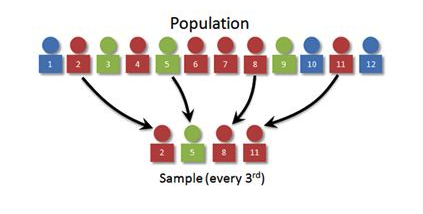 Population
1 2 3 4 5 6 7 8 9 10 11 12
2 5 8 11
Sample (every 3rd)